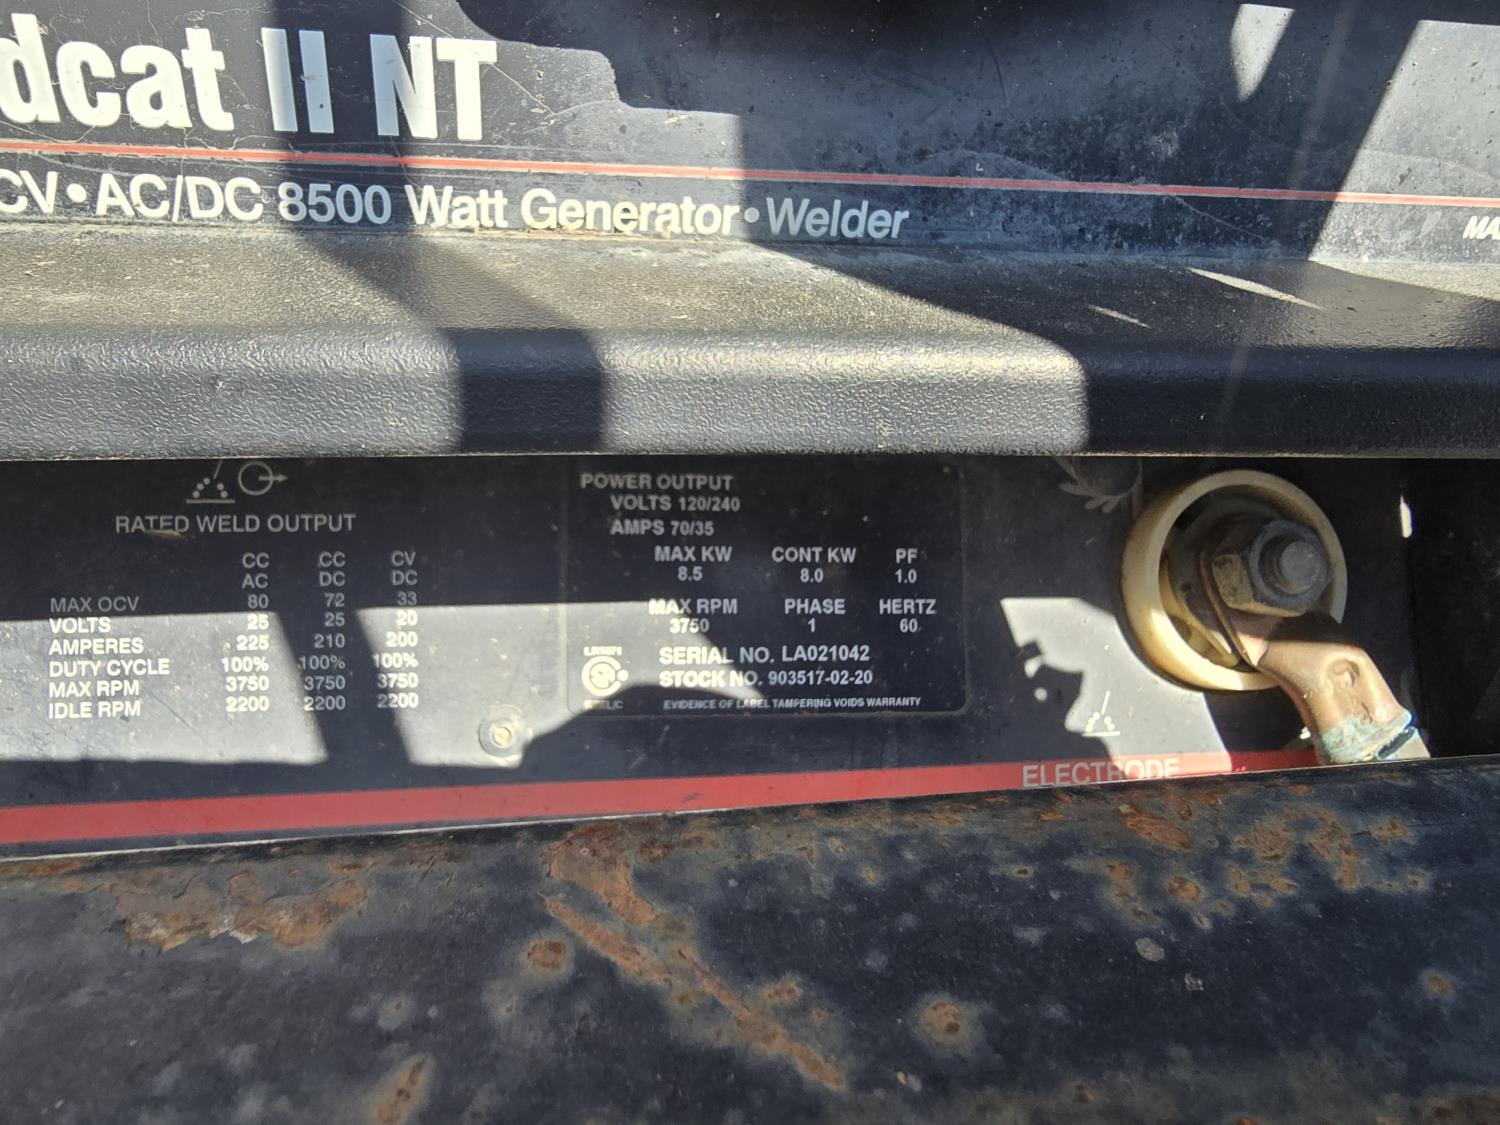 dcat II NT
CV • AC/DC 8500 Watt Generator • Welder
MA
RATED WELD OUTPUT
CC CC CV
AC DC DC
MAX OCV 80 72 33
VOLTS 25 25 20
AMPERES 225 210 200
DUTY CYCLE 100% 100% 100%
MAX RPM 3750 3750 3750
IDLE RPM 2200 2200 2200
POWER OUTPUT
VOLTS 120/240
AMPS 70/35
MAX KW CONT KW PF
8.5 8.0 1.0
MAX RPM PHASE HERTZ
3750 1 60
SERIAL NO. LA021042
STOCK NO. 903517-02-20
EVIDENCE OF LABEL TAMPERING VOIDS WARRANTY
ELECTRODE